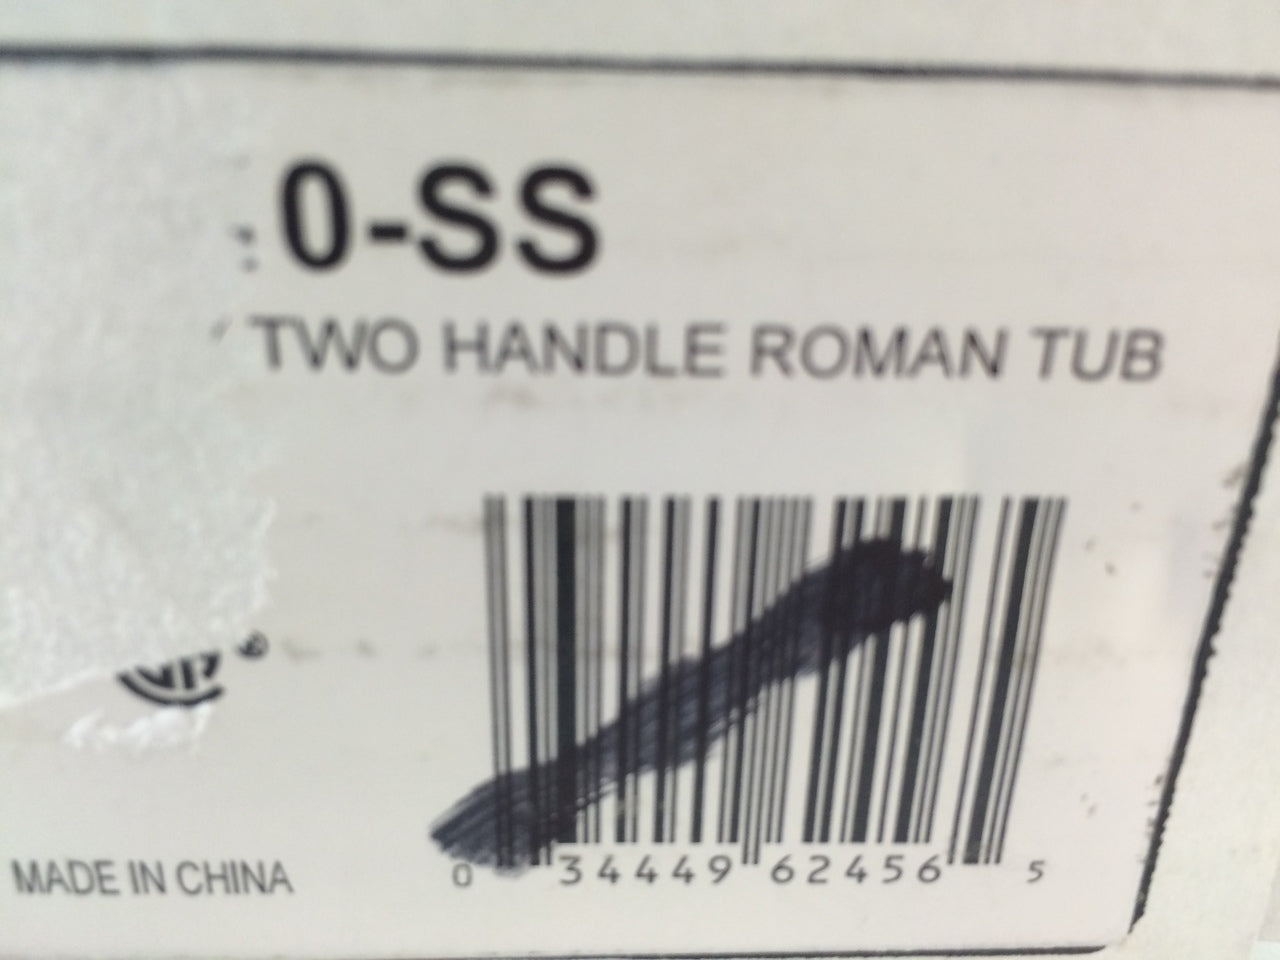 0-SS
TWO HANDLE ROMAN TUB
MADE IN CHINA
0 34449 62456 5